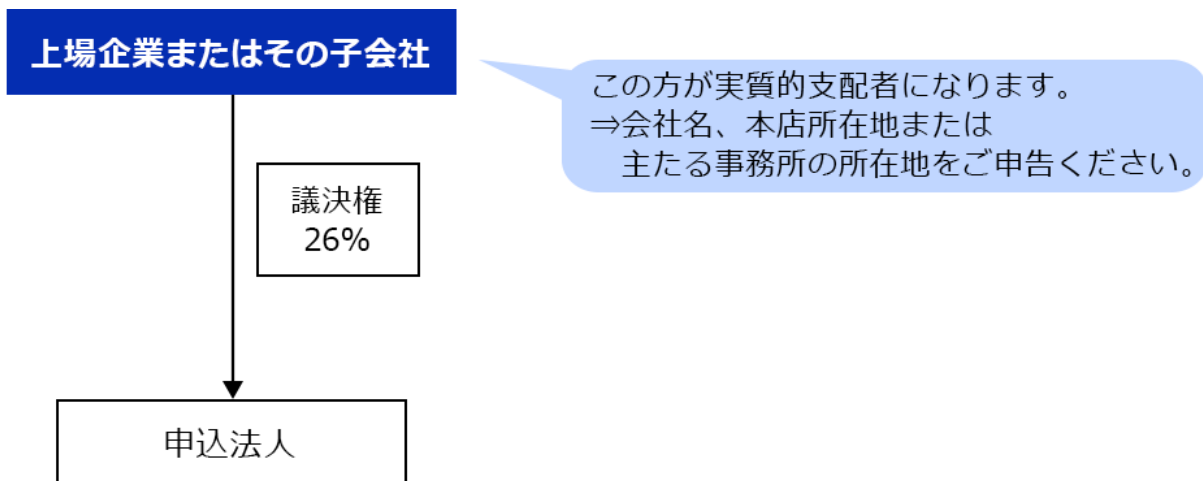 上場企業またはその子会社
この方が実質的支配者になります。
⇒会社名、本店所在地または
主たる事務所の所在地をご申告ください。
議決権
26%
申込法人